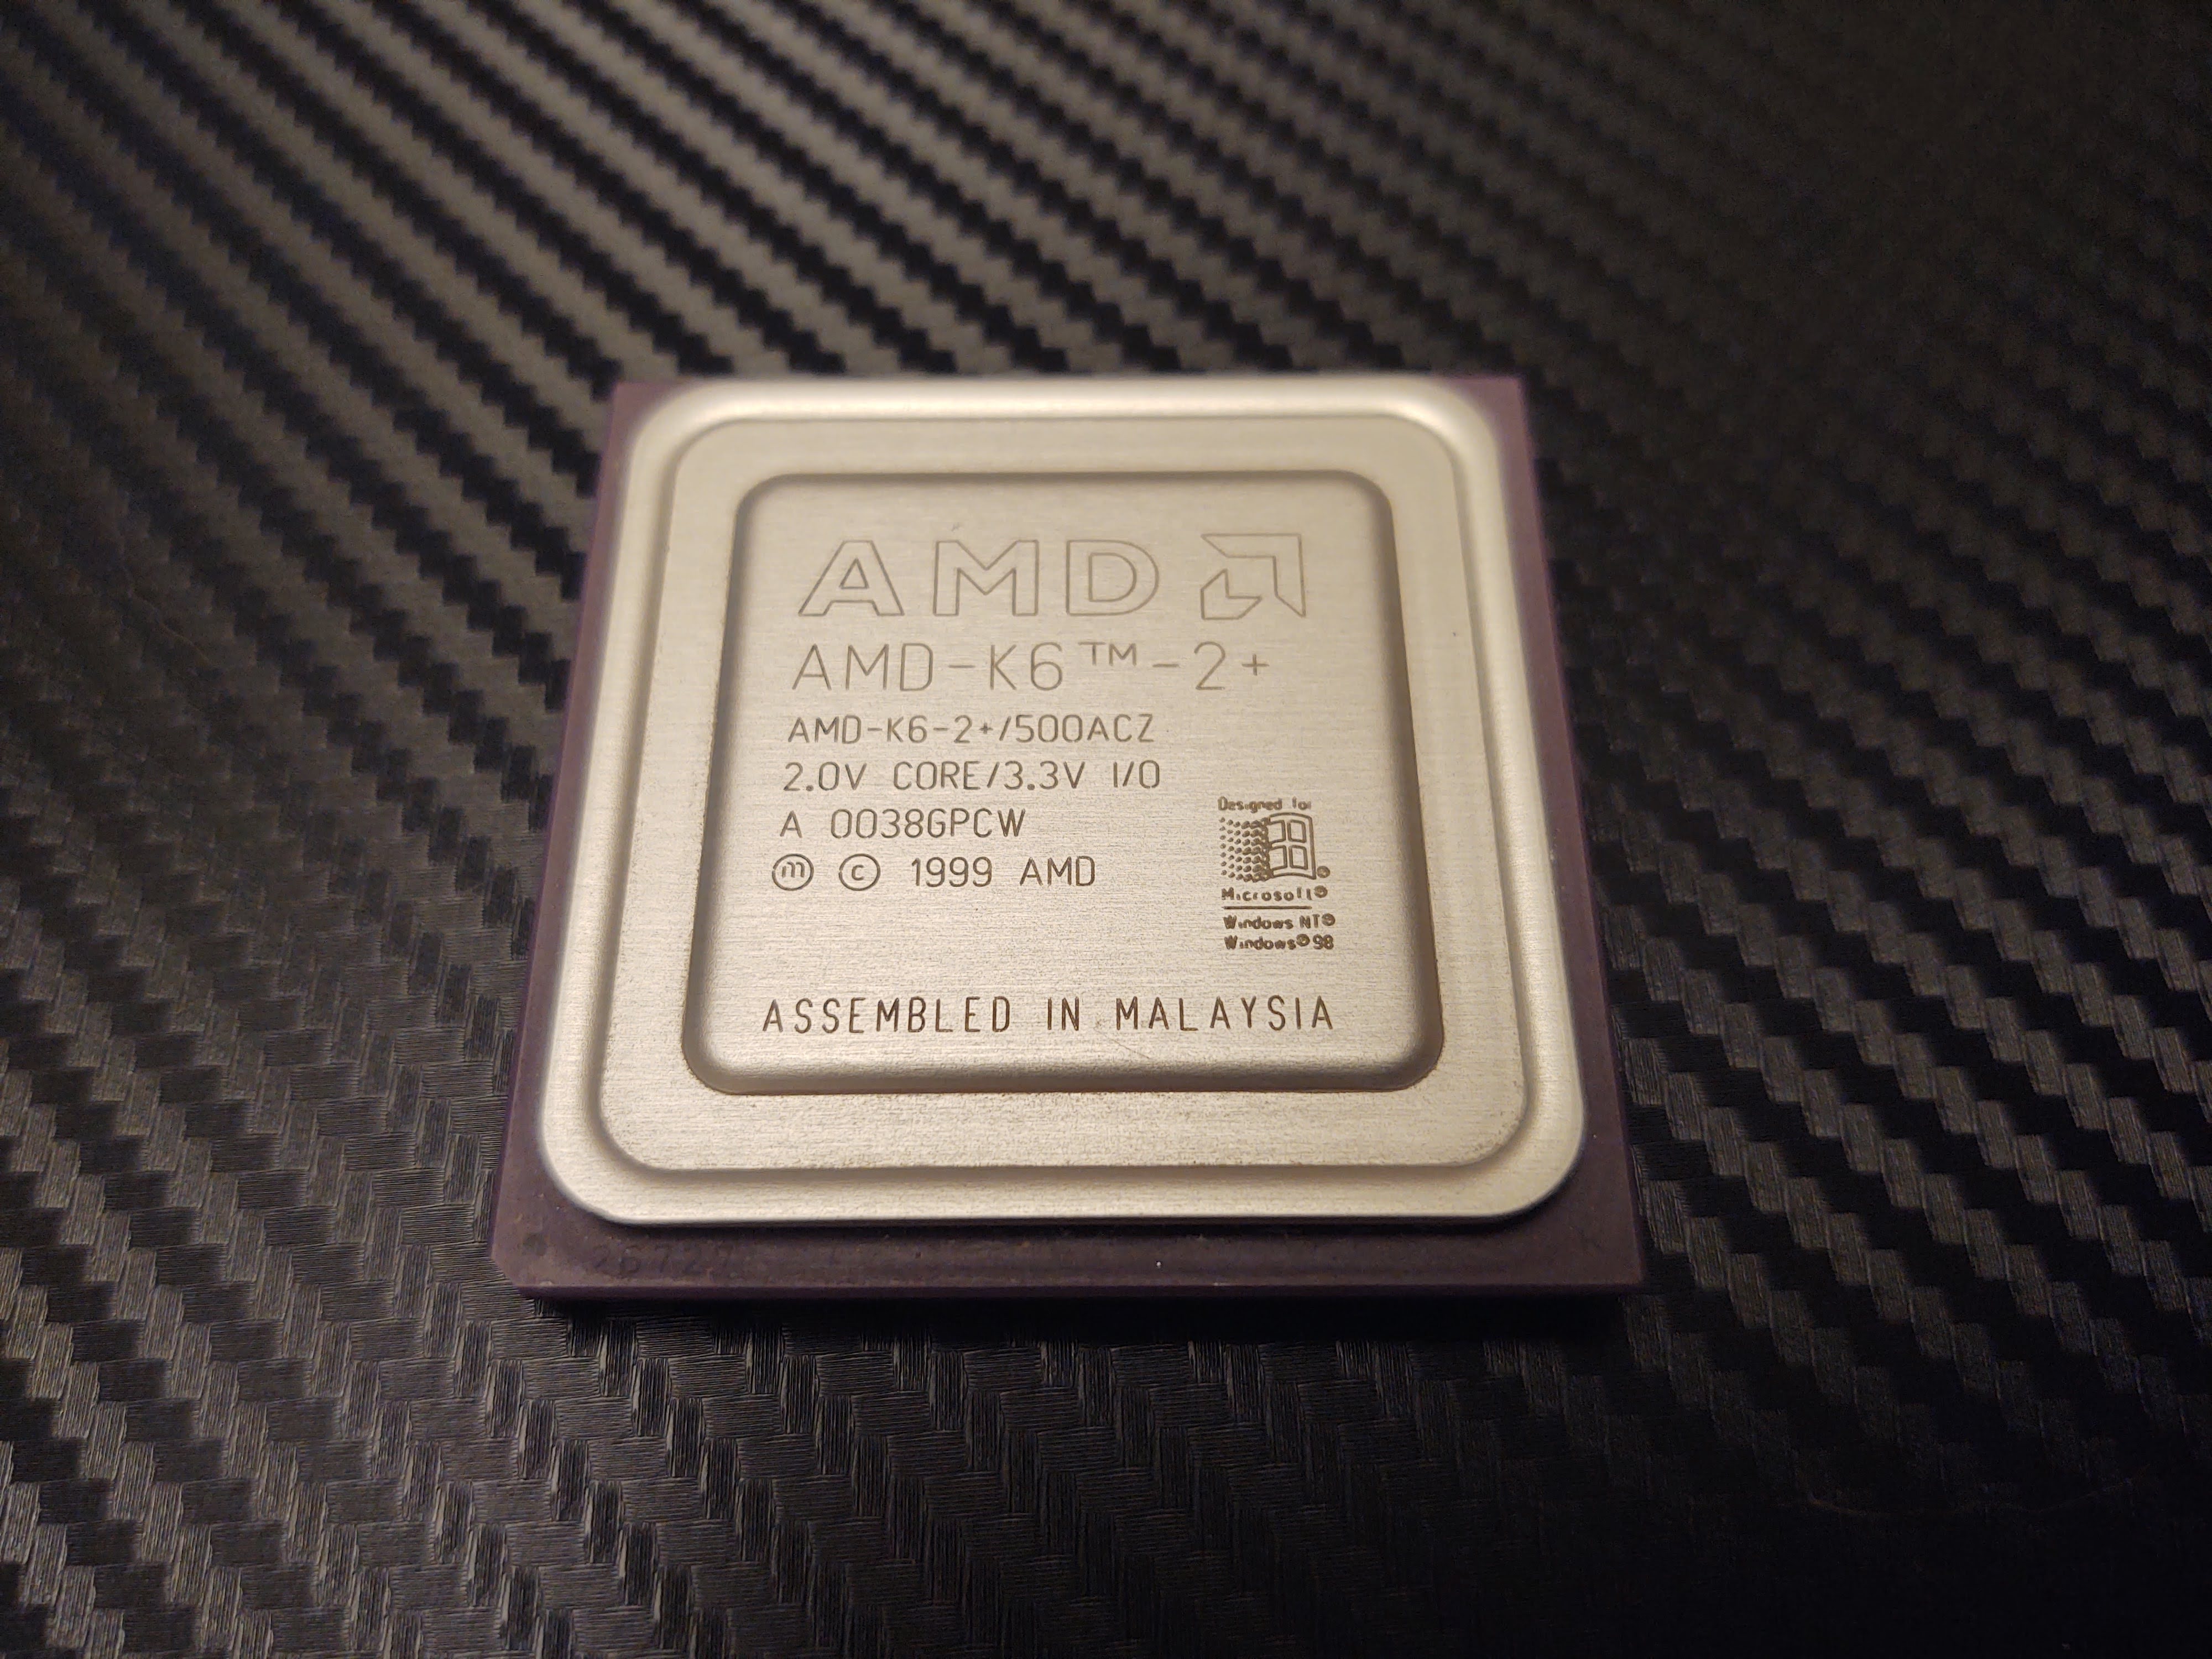 AMD
AMD-K6™-2+
AMD-K6-2+/500ACZ
2.0V CORE/3.3V I/O
A 0038GPCW
ⓜ © 1999 AMD
Designed for
Microsoft®
Windows NT®
Windows® 98
ASSEMBLED IN MALAYSIA